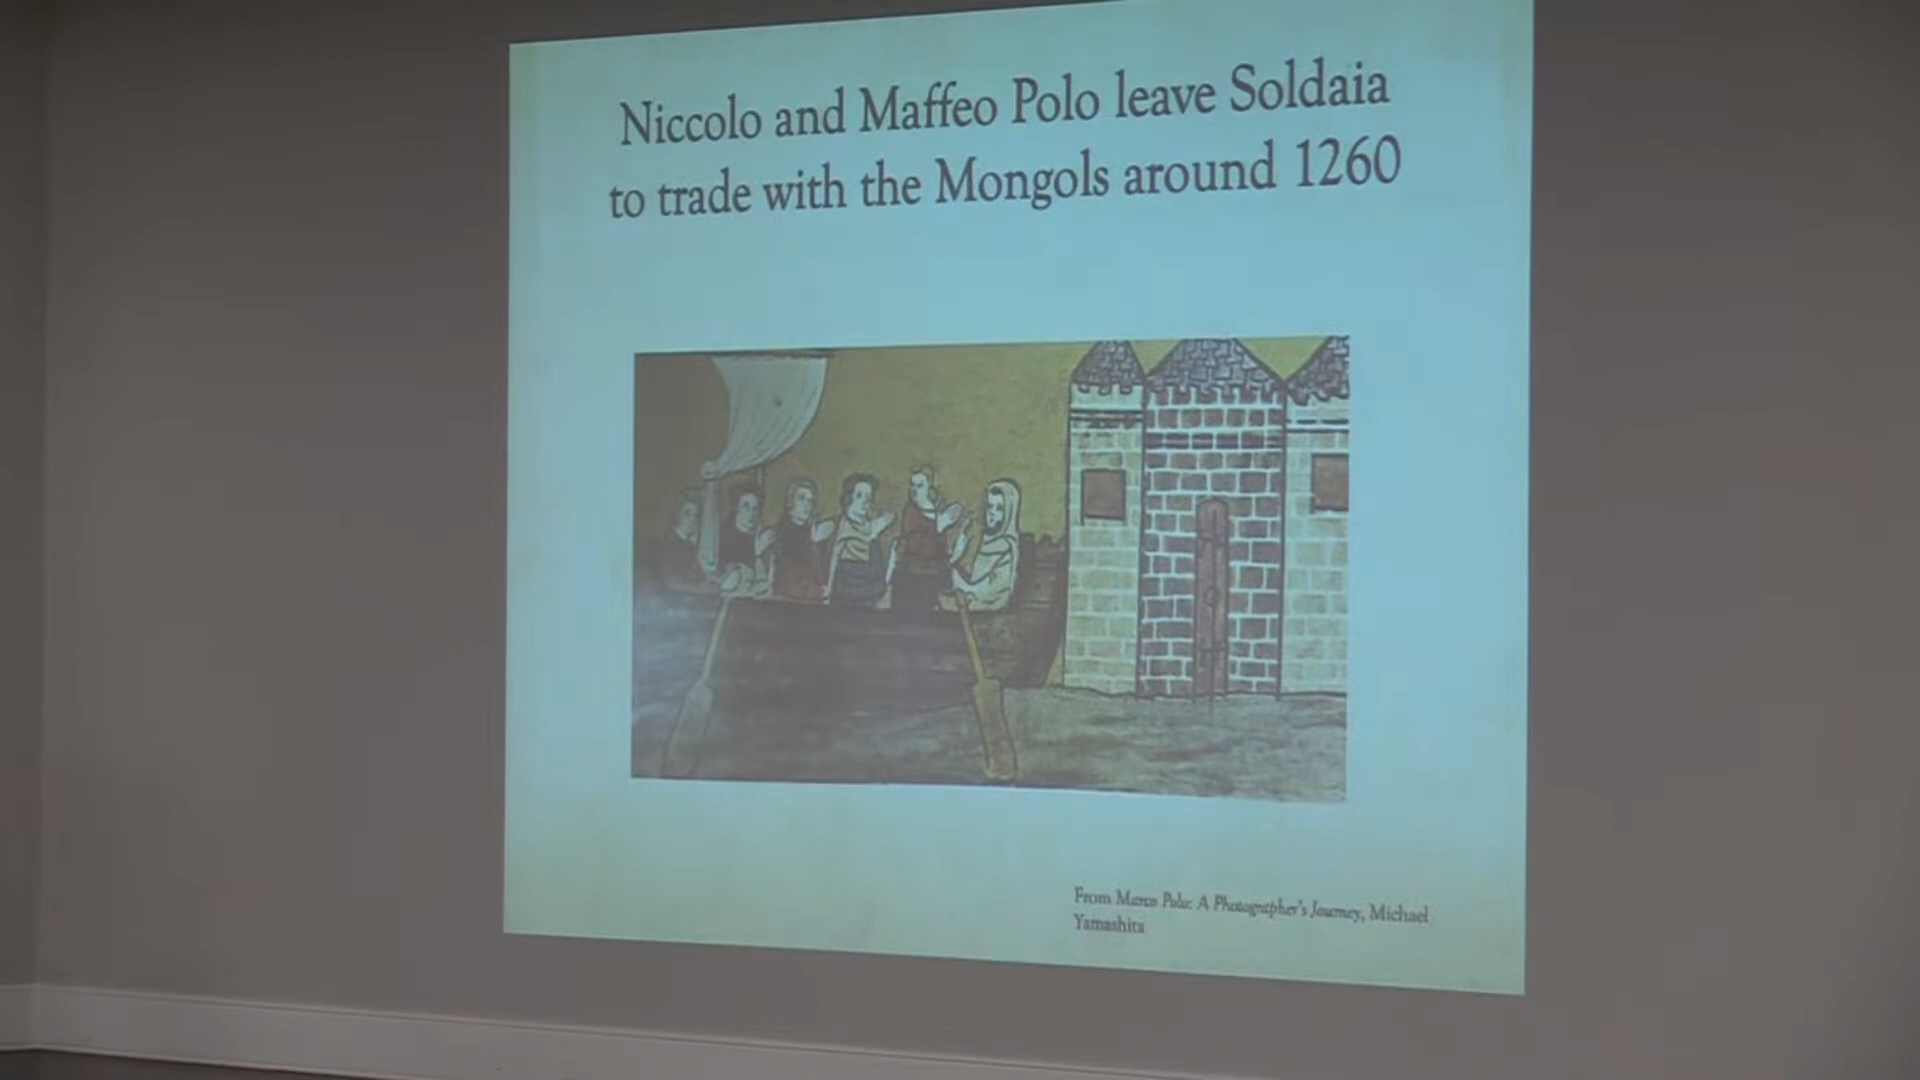 Niccolo and Maffeo Polo leave Soldaia
to trade with the Mongols around 1260
From Marco Polo: A Photographer's Journey, Michael
Yamashita